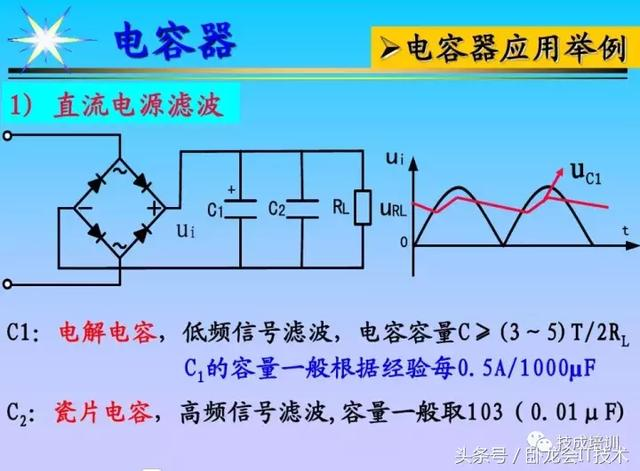 电容器
➤电容器应用举例
1) 直流电源滤波
~
− +
~
ui
+
C1 C2 RL uRL
ui
uC1
0
t
C1: 电解电容, 低频信号滤波, 电容容量C≥(3~5)T/2RL
C1的容量一般根据经验每0.5A/1000μF
C2: 瓷片电容, 高频信号滤波,容量一般取103 (0.01μF)
技成培训
头条号/卧龙会IT技术